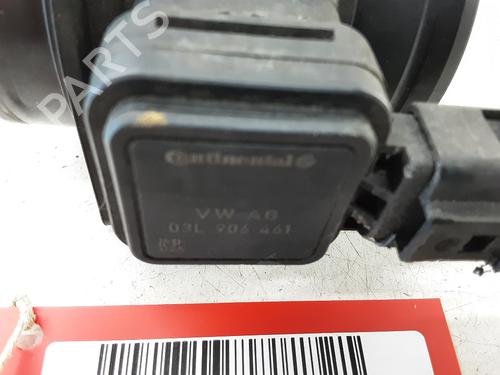 PARTS
Continental
VW AG
03L 906 461